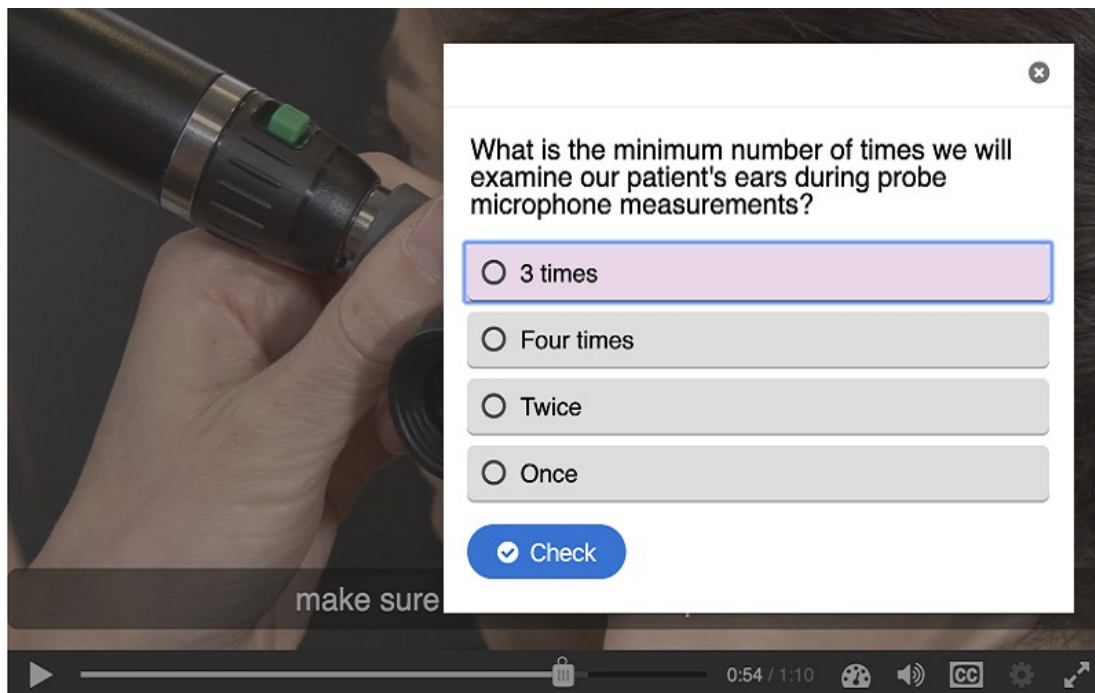 What is the minimum number of times we will
examine our patient's ears during probe
microphone measurements?
3 times
Four times
Twice
Once
Check
make sure
0:54 / 1:10
CC